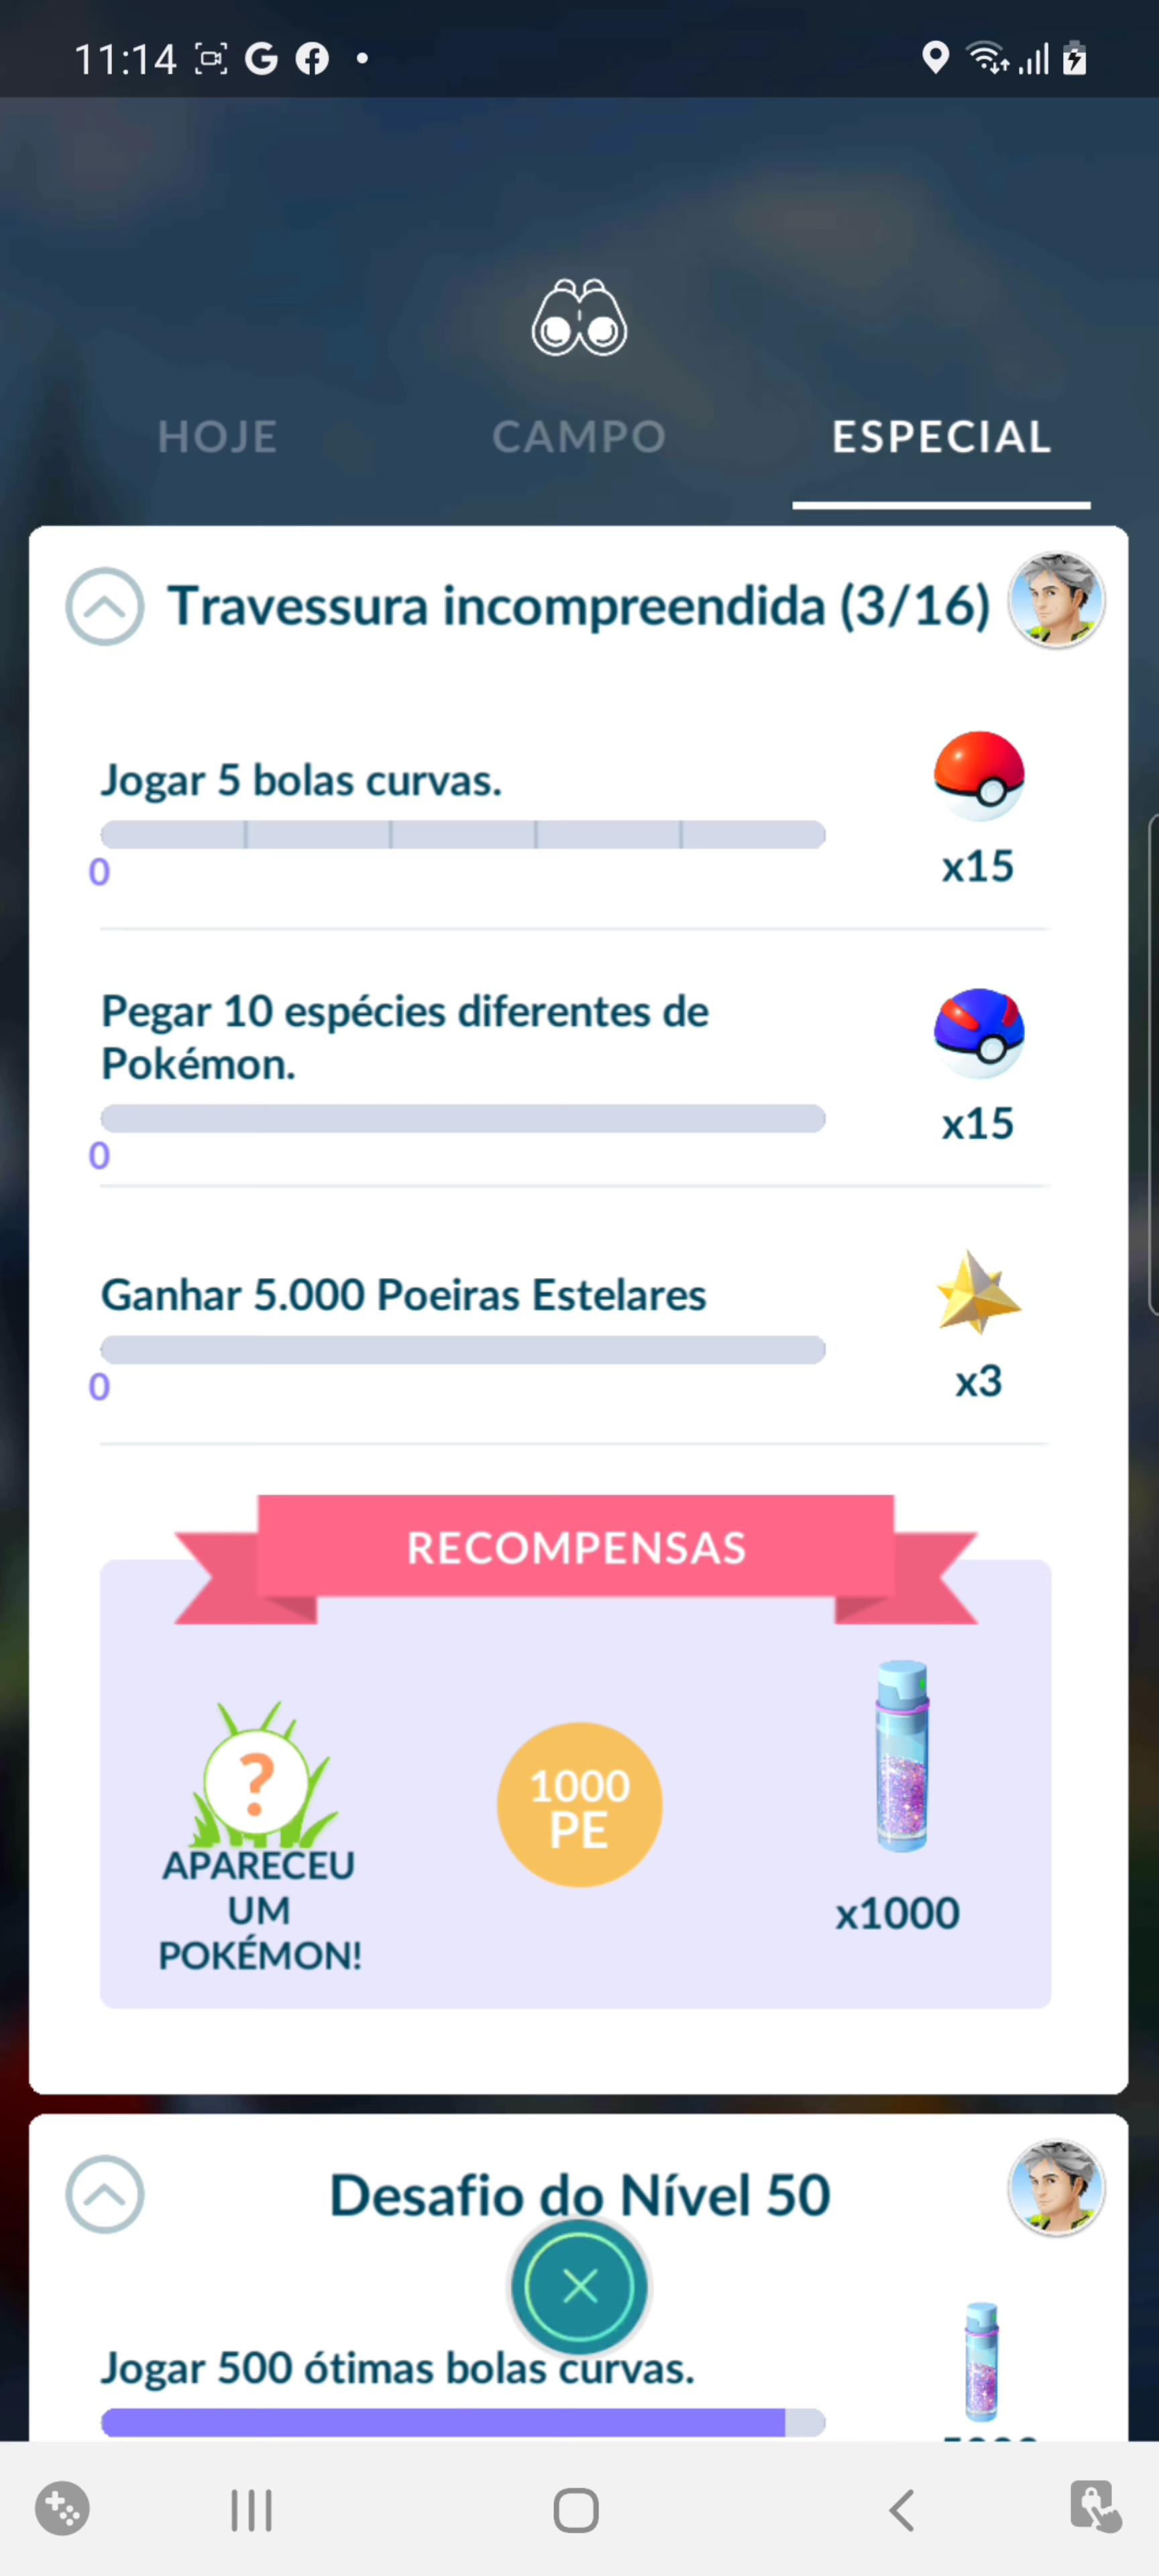 11:14
HOJE CAMPO ESPECIAL
Travessura incompreendida (3/16)
Jogar 5 bolas curvas.
0
x15
Pegar 10 espécies diferentes de
Pokémon.
0
x15
Ganhar 5.000 Poeiras Estelares
0
x3
RECOMPENSAS
?
APARECEU
UM
POKÉMON!
1000
PE
x1000
Desafio do Nível 50
Jogar 500 ótimas bolas curvas.